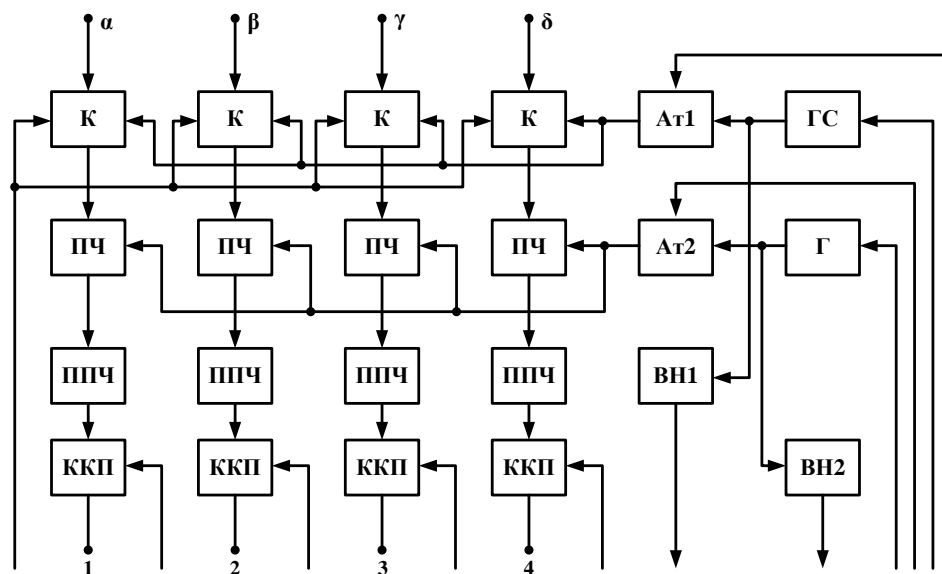 α β γ δ
К К К К Ат1 ГС
ПЧ ПЧ ПЧ ПЧ Ат2 Г
ППЧ ППЧ ППЧ ППЧ ВН1
ККП ККП ККП ККП ВН2
1 2 3 4